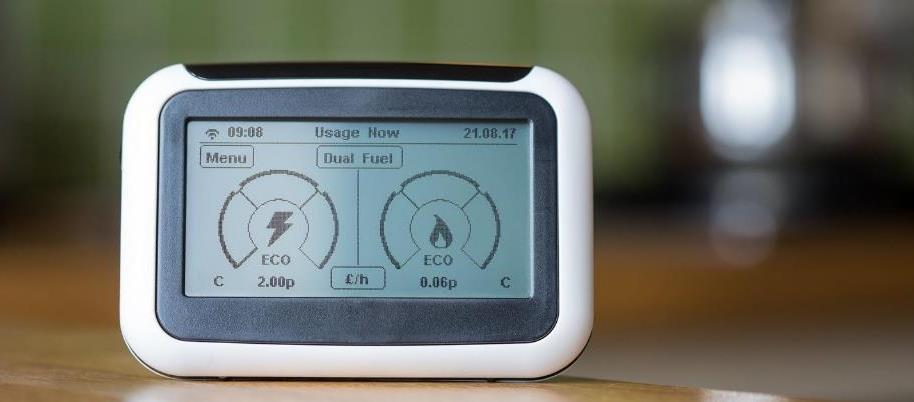 09:08 Usage Now 21.08.17
Menu Dual Fuel
ECO ECO
C 2.00p £/h 0.06p C